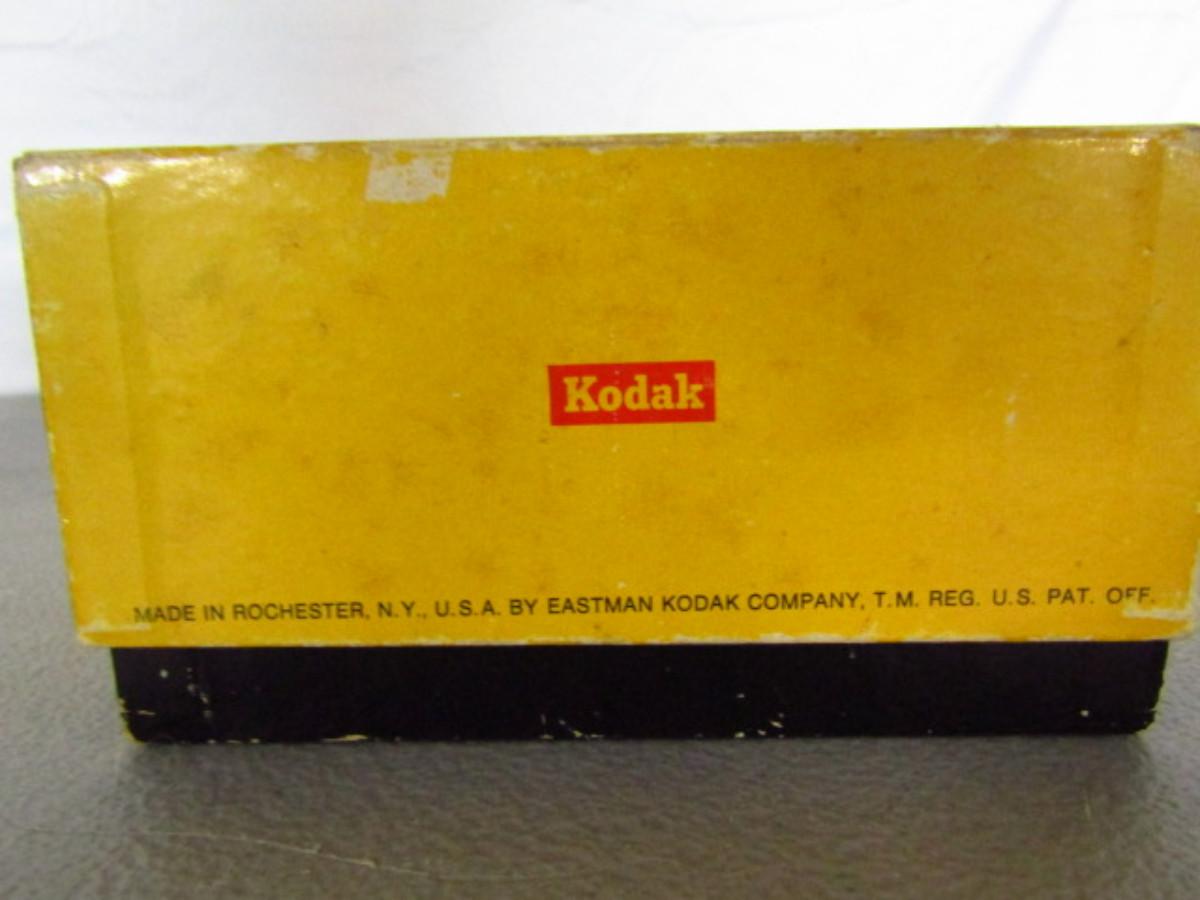 Kodak
MADE IN ROCHESTER, N.Y., U.S.A. BY EASTMAN KODAK COMPANY, T.M. REG. U.S. PAT. OFF.